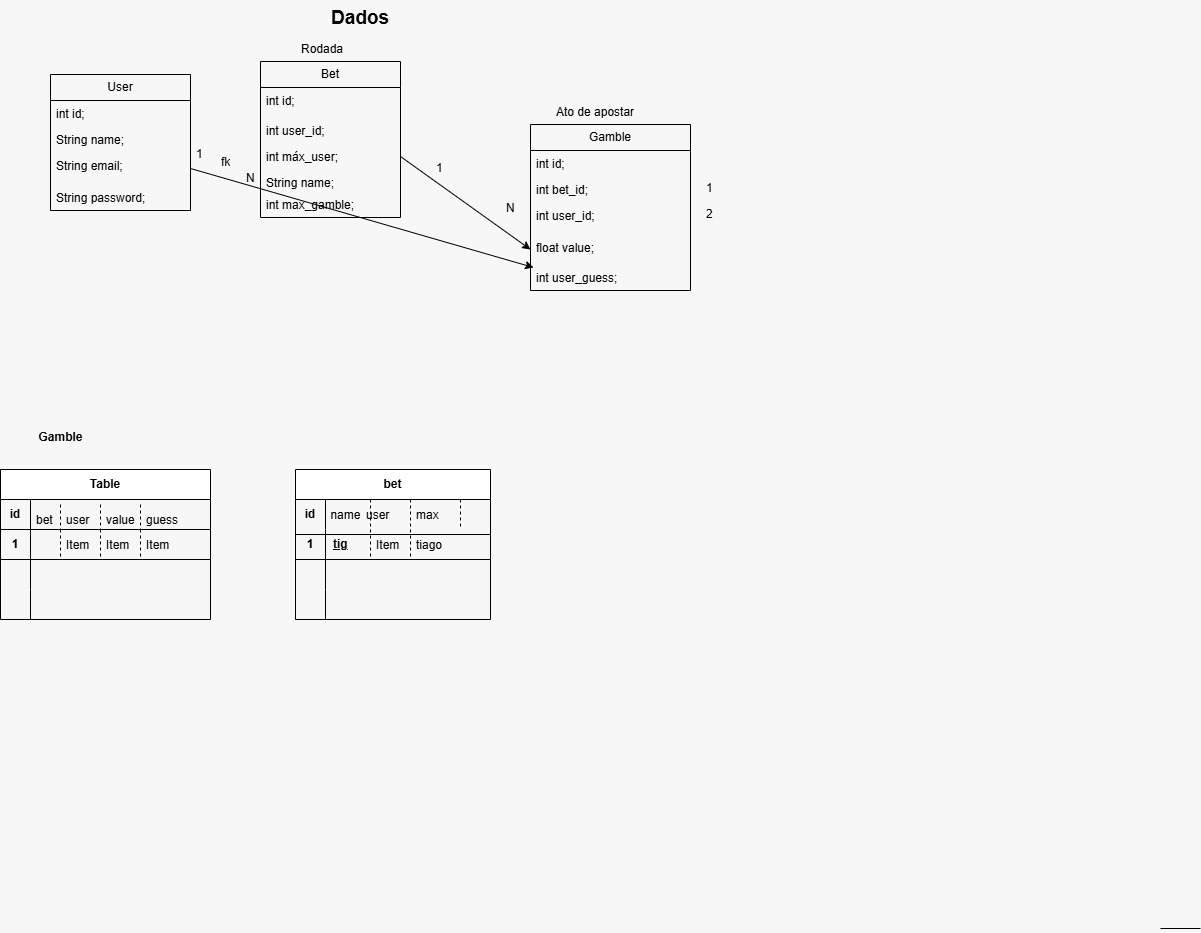 Dados
Rodada
User
int id;
String name;
String email;
String password;
1
fk
N
Bet
int id;
int user_id;
int máx_user;
String name;
int max_gamble;
1
N
Ato de apostar
Gamble
int id;
int bet_id;
int user_id;
float value;
int user_guess;
1
2
Gamble
Table
id bet user value guess
1 Item Item Item
bet
id name user max
1 tig Item tiago